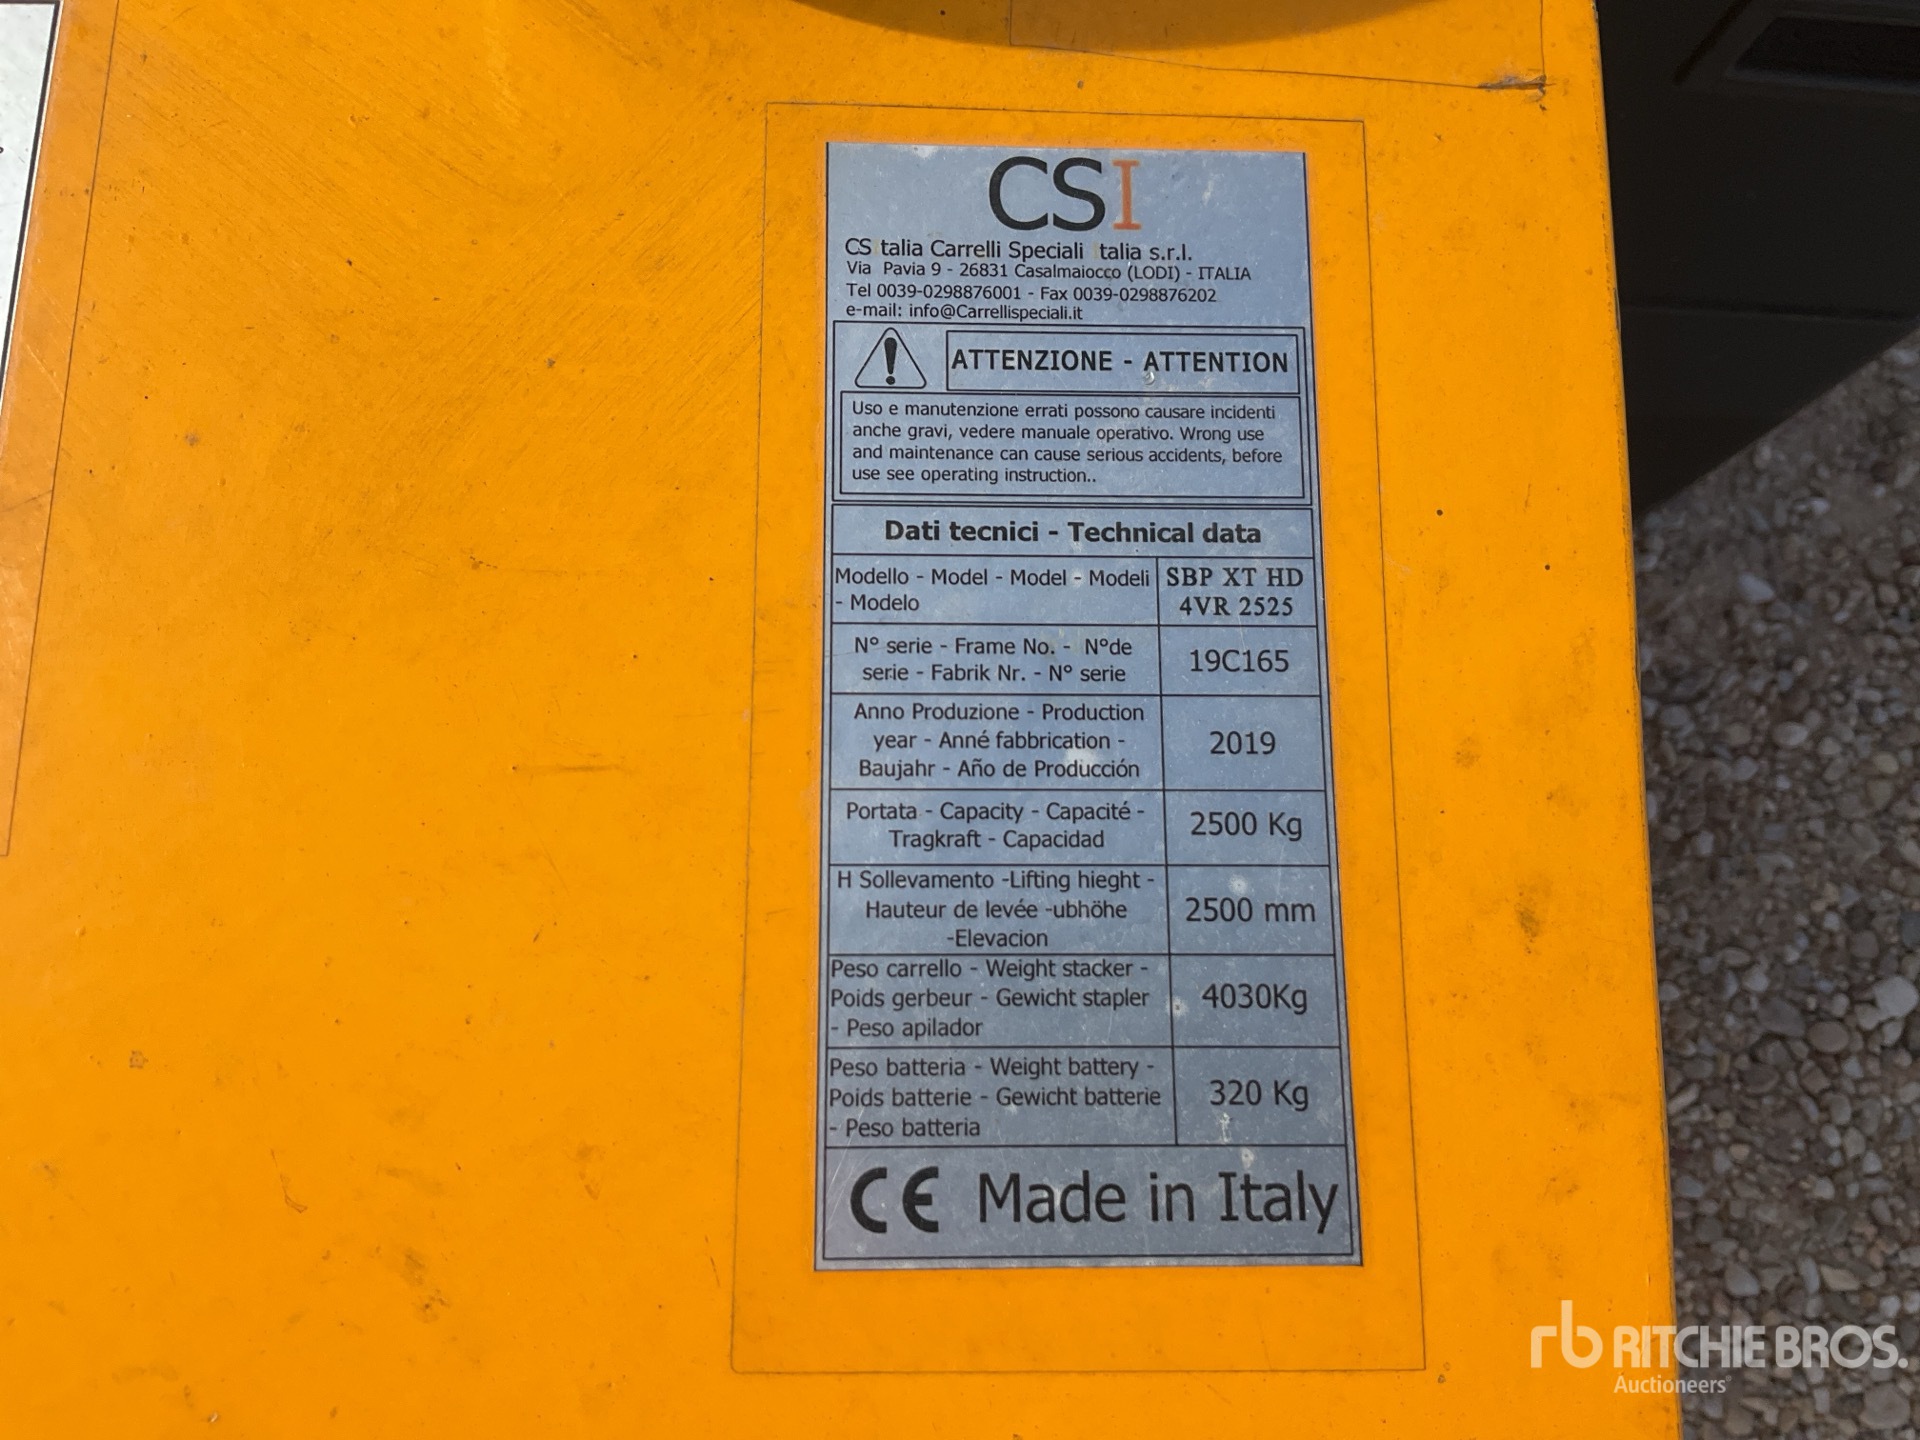 CSI
CS talia Carrelli Speciali Italia s.r.l.
Via Pavia 9 - 26831 Casalmaiocco (LODI) - ITALIA
Tel 0039-0298876001 - Fax 0039-0298876202
e-mail: info@Carrellispeciali.it
ATTENZIONE - ATTENTION
Uso e manutenzione errati possono causare incidenti
anche gravi, vedere manuale operativo. Wrong use
and maintenance can cause serious accidents, before
use see operating instruction..
Dati tecnici - Technical data
Modello - Model - Model - Modeli
- Modelo
SBP XT HD
4VR 2525
N° serie - Frame No. - N°de
serie - Fabrik Nr. - N° serie
19C165
Anno Produzione - Production
year - Anné fabbrication -
Baujahr - Año de Producción
2019
Portata - Capacity - Capacité -
Tragkraft - Capacidad
2500 Kg
H Sollevamento -Lifting hieght -
Hauteur de levée -ubhöhe
-Elevacion
2500 mm
Peso carrello - Weight stacker -
Poids gerbeur - Gewicht stapler
- Peso apilador
4030Kg
Peso batteria - Weight battery -
Poids batterie - Gewicht batterie
- Peso batteria
320 Kg
CE Made in Italy
rb RITCHIE BROS.
Auctioneers